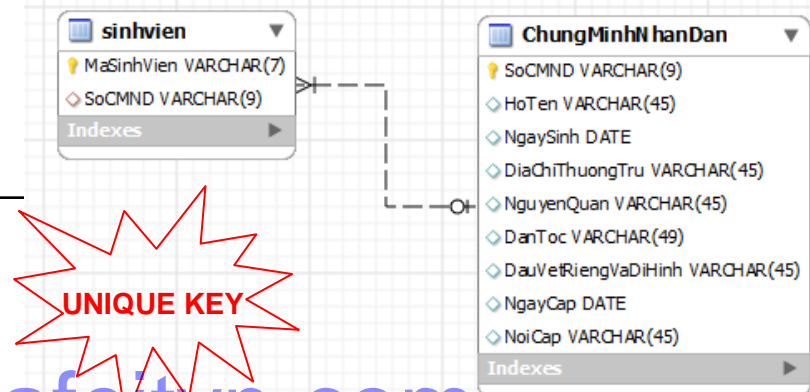 sinhvien
MaSinhVien VARCHAR(7)
SoCMND VARCHAR(9)
Indexes
ChungMinhNhanDan
SoCMND VARCHAR(9)
HoTen VARCHAR(45)
NgaySinh DATE
DiaChiThuongTru VARCHAR(45)
NguyenQuan VARCHAR(45)
DanToc VARCHAR(49)
DauVetRiengVaDiHinh VARCHAR(45)
NgayCap DATE
NoiCap VARCHAR(45)
Indexes
UNIQUE KEY